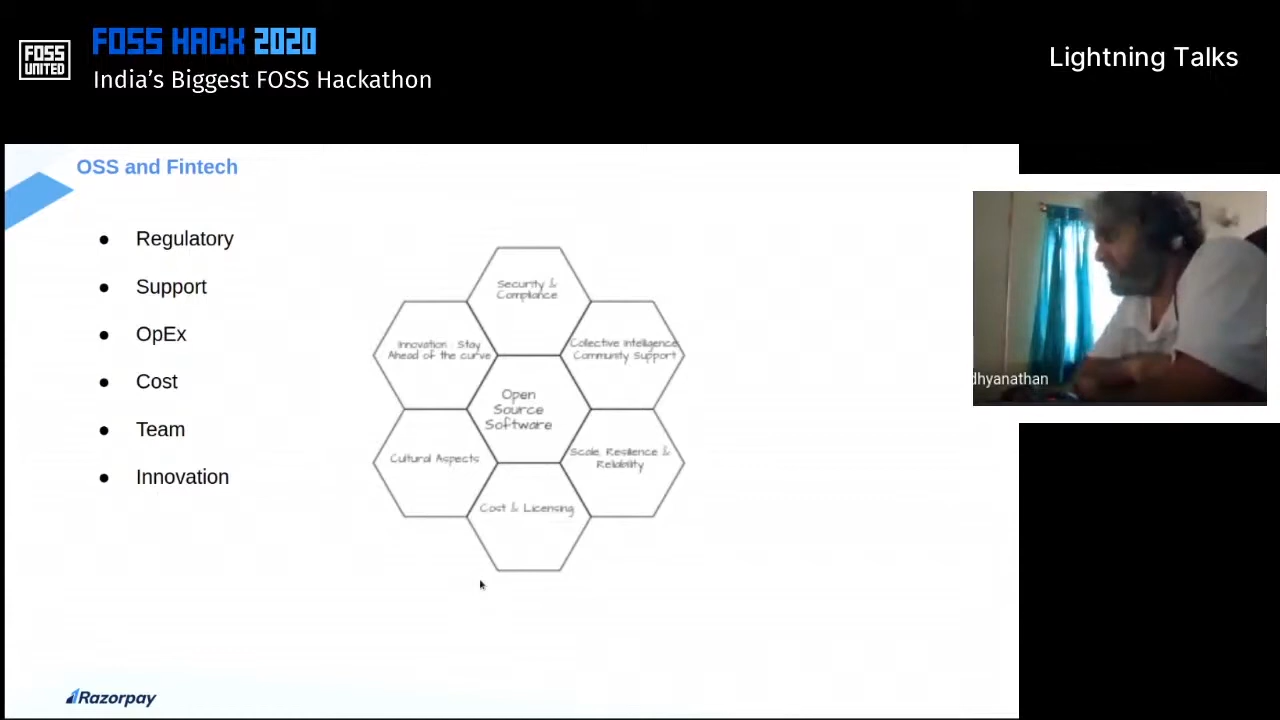 FOSS
UNITED
FOSS HACK 2020
India's Biggest FOSS Hackathon
Lightning Talks
OSS and Fintech
● Regulatory
● Support
● OpEx
● Cost
● Team
● Innovation
Security &
Compliance
Innovation : Stay
Ahead of the curve
Collective Intelligence
Community Support
Open
Source
Software
Cultural Aspects
Scale, Resilience &
Reliability
Cost & Licensing
dhyanathan
Razorpay